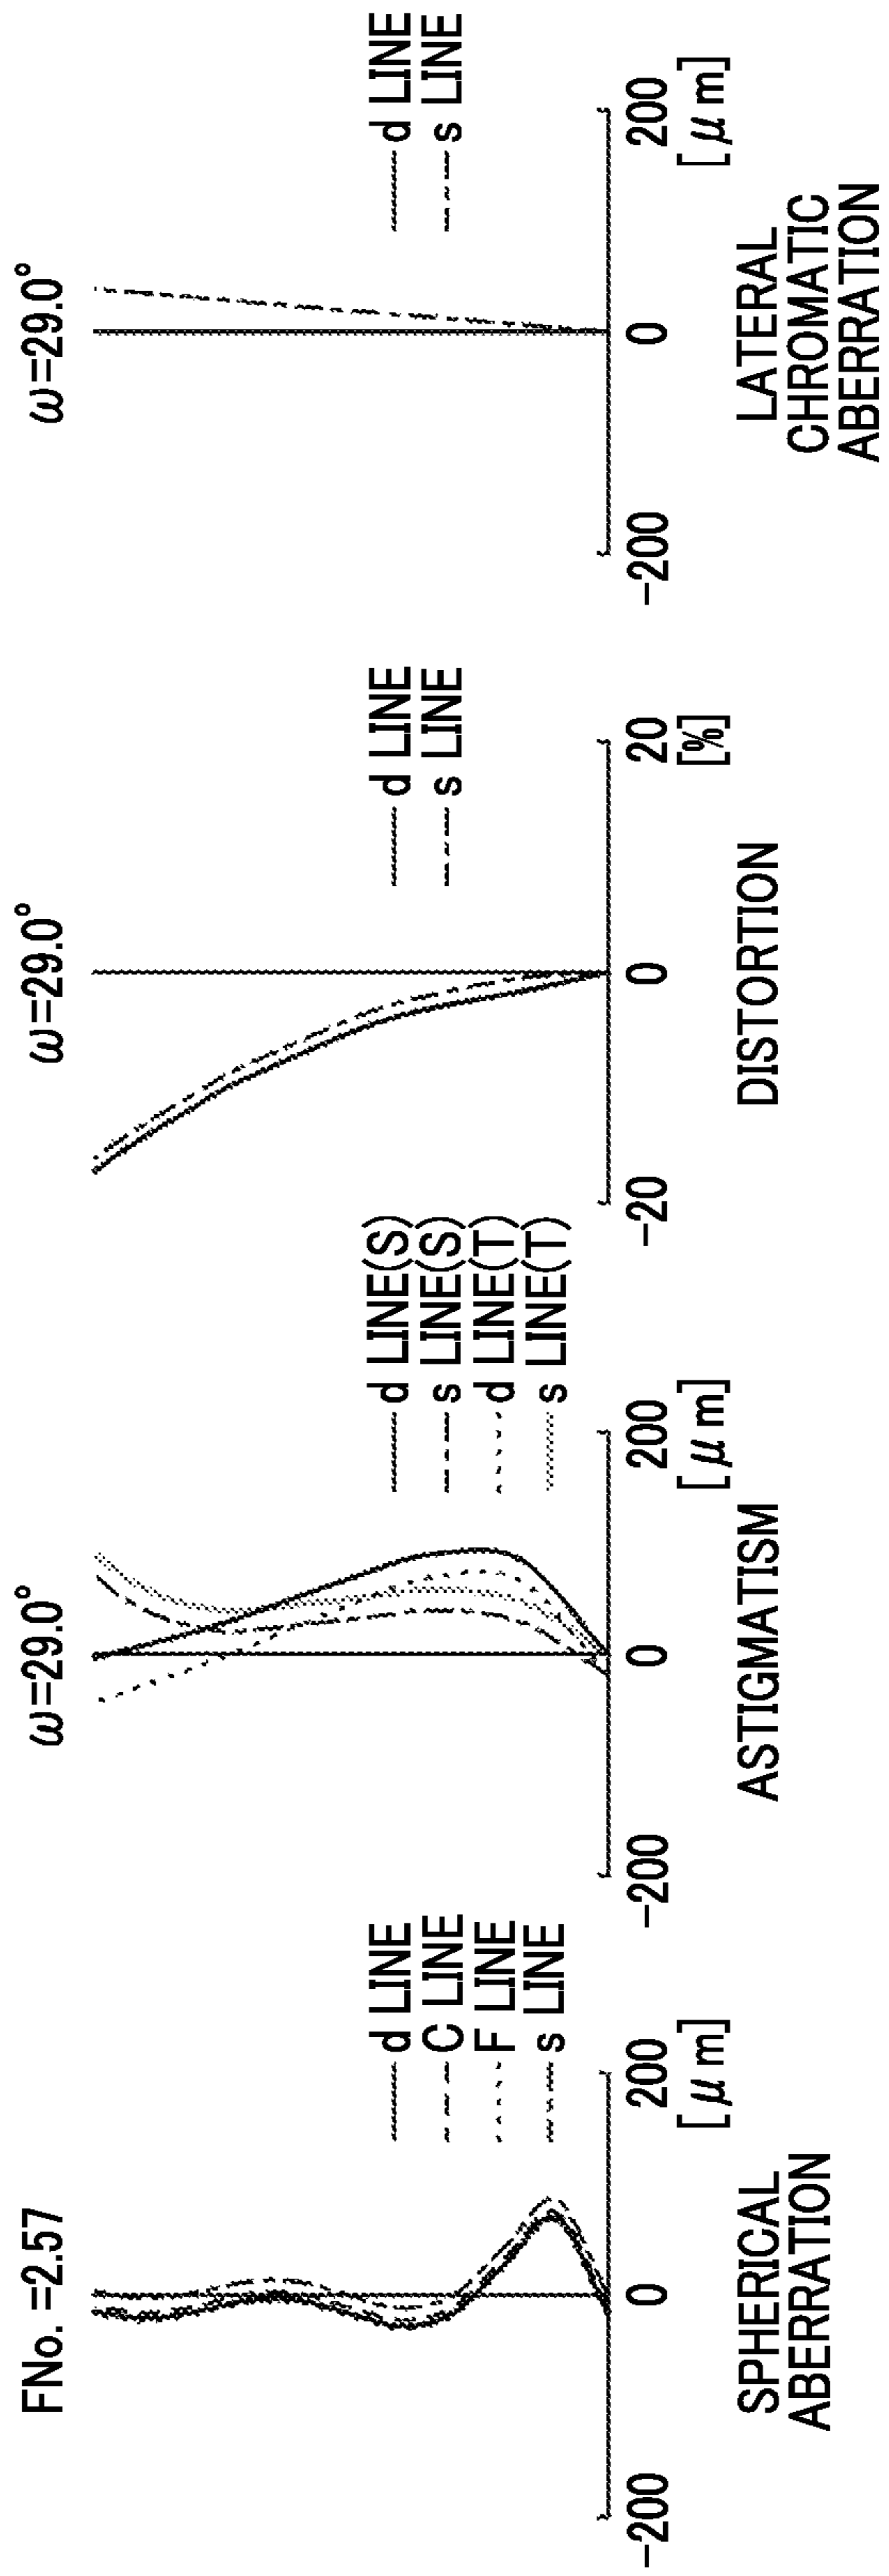 FNo. =2.57
d LINE
C LINE
F LINE
s LINE
-200
0
200
[μm]
SPHERICAL
ABERRATION
ω=29.0°
d LINE(S)
s LINE(S)
d LINE(T)
s LINE(T)
-200
0
200
[μm]
ASTIGMATISM
ω=29.0°
d LINE
s LINE
-20
0
20
[%]
DISTORTION
ω=29.0°
d LINE
s LINE
-200
0
200
[μm]
LATERAL
CHROMATIC
ABERRATION